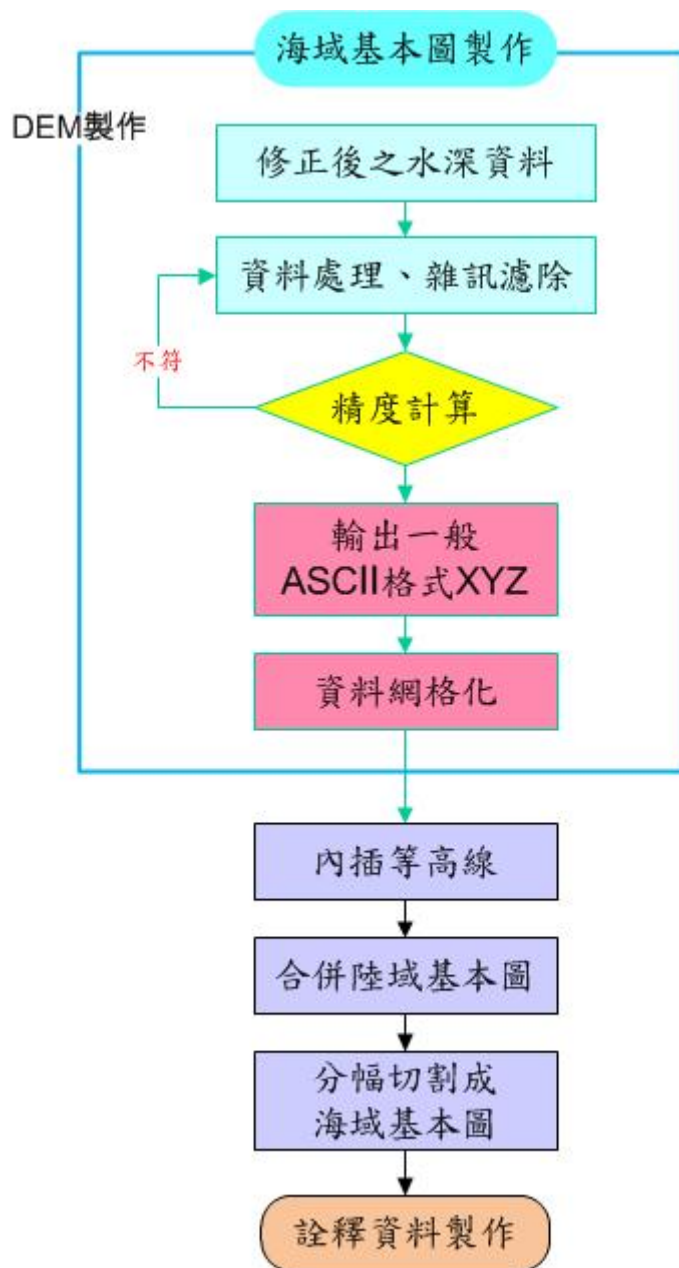 海域基本圖製作
DEM製作
修正後之水深資料
資料處理、雜訊濾除
不符
精度計算
輸出一般
ASCII格式XYZ
資料網格化
內插等高線
合併陸域基本圖
分幅切割成
海域基本圖
詮釋資料製作